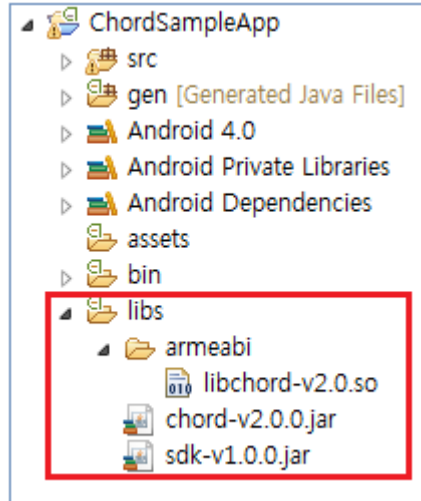 ChordSampleApp
src
gen [Generated Java Files]
Android 4.0
Android Private Libraries
Android Dependencies
assets
bin
libs
armeabi
libchord-v2.0.so
chord-v2.0.0.jar
sdk-v1.0.0.jar